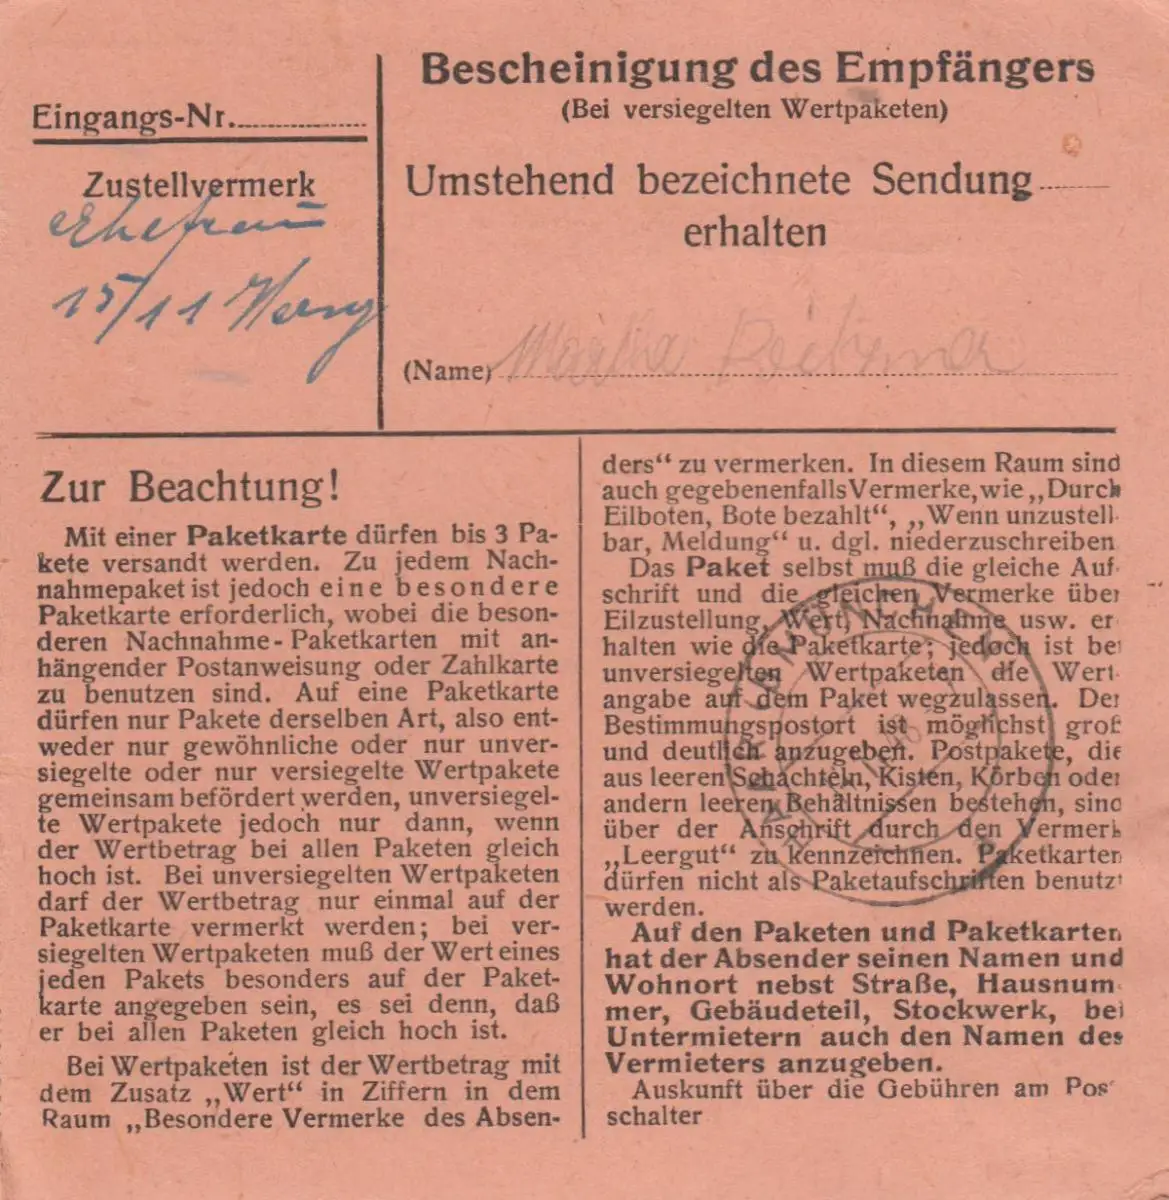 Eingangs-Nr.
Zustellvermerk
Ehefrau
15/11
Bescheinigung des Empfängers
(Bei versiegelten Wertpaketen)
Umstehend bezeichnete Sendung
erhalten
(Name)
Zur Beachtung!
Mit einer Paketkarte dürfen bis 3 Pa-
kete versandt werden. Zu jedem Nach-
nahmepaket ist jedoch eine besondere
Paketkarte erforderlich, wobei die beson-
deren Nachnahme-Paketkarten mit an-
hängender Postanweisung oder Zahlkarte
zu benutzen sind. Auf eine Paketkarte
dürfen nur Pakete derselben Art, also ent-
weder nur gewöhnliche oder nur unver-
siegelte oder nur versiegelte Wertpakete
gemeinsam befördert werden, unversiegel-
te Wertpakete jedoch nur dann, wenn
der Wertbetrag bei allen Paketen gleich
hoch ist. Bei unversiegelten Wertpaketen
darf der Wertbetrag nur einmal auf der
Paketkarte vermerkt werden; bei ver-
siegelten Wertpaketen muß der Wert eines
jeden Pakets besonders auf der Paket-
karte angegeben sein, es sei denn, daß
er bei allen Paketen gleich hoch ist.
Bei Wertpaketen ist der Wertbetrag mit
dem Zusatz „Wert“ in Ziffern in dem
Raum „Besondere Vermerke des Absen-
ders“ zu vermerken. In diesem Raum sind
auch gegebenenfalls Vermerke, wie „Durch
Eilboten, Bote bezahlt“, „Wenn unzustell-
bar, Meldung“ u. dgl. niederzuschreiben
Das Paket selbst muß die gleiche Auf-
schrift und die gleichen Vermerke über
Eilzustellung, Wert, Nachnahme usw. er-
halten wie die Paketkarte; jedoch ist bei
unversiegelten Wertpaketen die Wert-
angabe auf dem Paket wegzulassen. Der
Bestimmungspostort ist möglichst groß
und deutlich anzugeben. Postpakete, die
aus leeren Schachteln, Kisten, Körben oder
andern leeren Behältnissen bestehen, sind
über der Anschrift durch den Vermerk
„Leergut“ zu kennzeichnen. Paketkarten
dürfen nicht als Paketaufschriften benutzt
werden.
Auf den Paketen und Paketkarten
hat der Absender seinen Namen und
Wohnort nebst Straße, Hausnum-
mer, Gebäudeteil, Stockwerk, bei
Untermietern auch den Namen des
Vermieters anzugeben.
Auskunft über die Gebühren am Post
schalter
HAAR (MÜNCHEN)